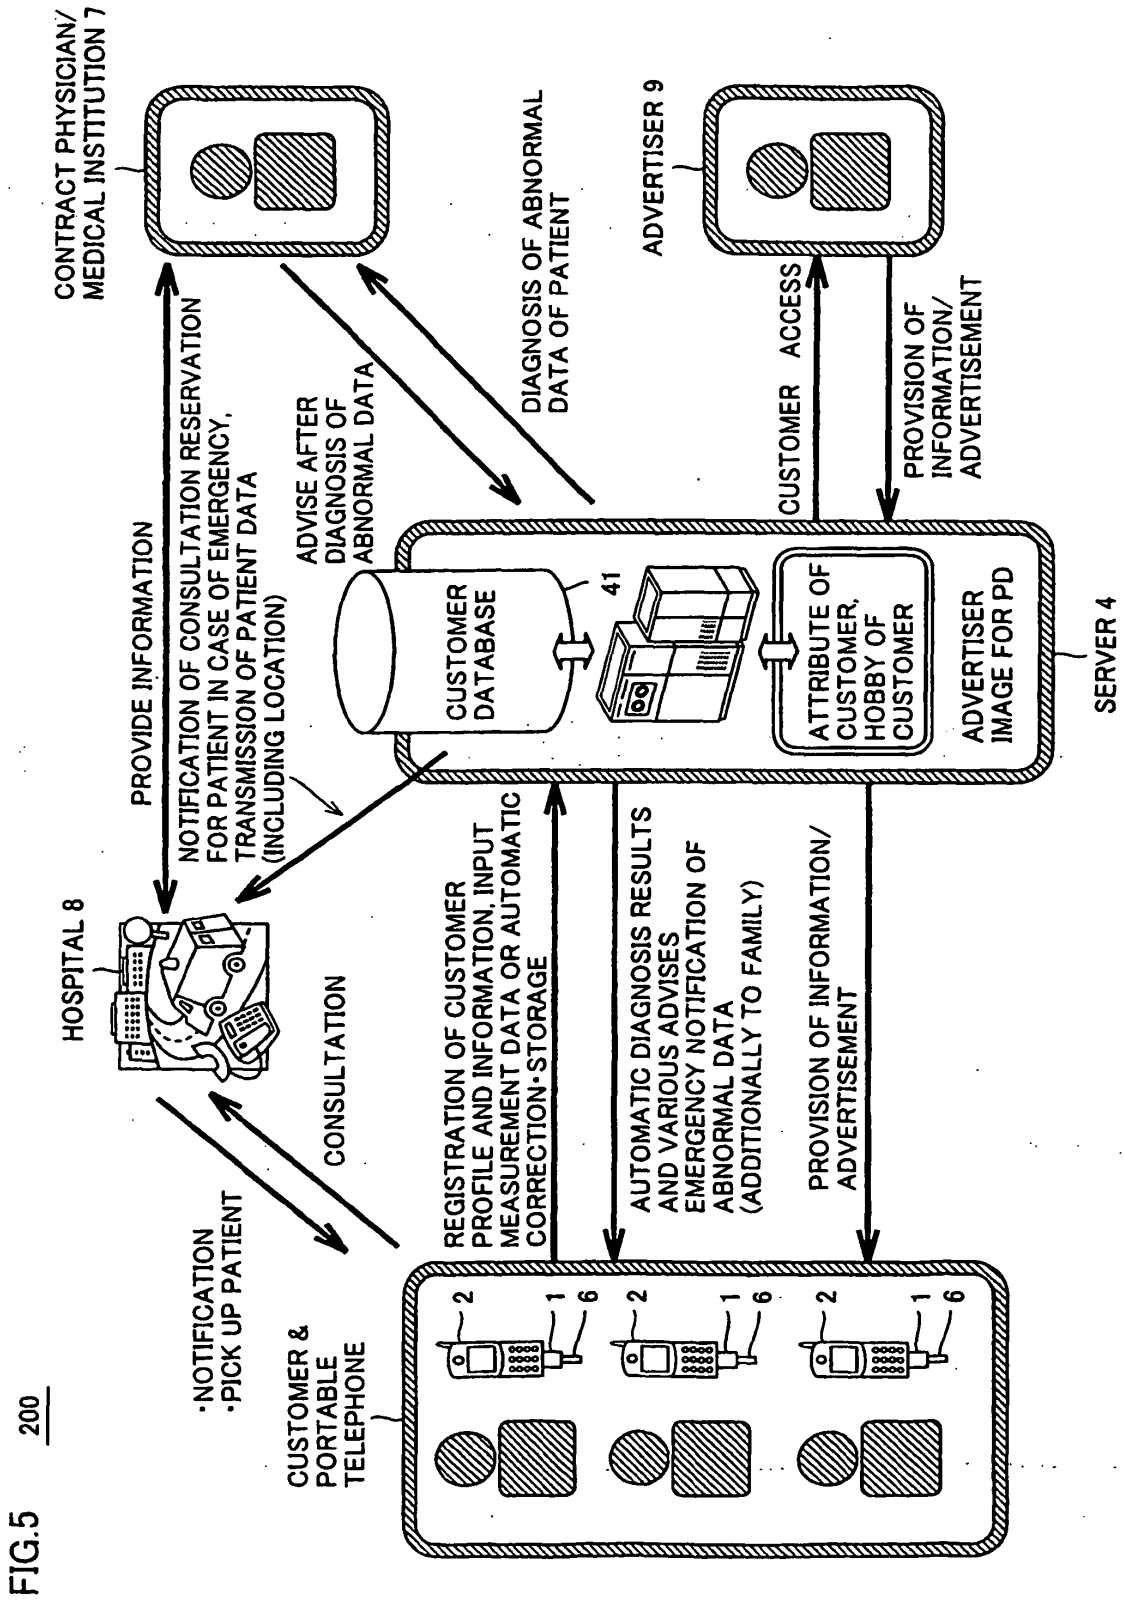 FIG.5
200
CONTRACT PHYSICIAN/
MEDICAL INSTITUTION 7
HOSPITAL 8
PROVIDE INFORMATION
NOTIFICATION OF CONSULTATION RESERVATION
FOR PATIENT IN CASE OF EMERGENCY,
TRANSMISSION OF PATIENT DATA
(INCLUDING LOCATION)
·NOTIFICATION
·PICK UP PATIENT
CONSULTATION
ADVISE AFTER
DIAGNOSIS OF
ABNORMAL DATA
DIAGNOSIS OF ABNORMAL
DATA OF PATIENT
CUSTOMER &
PORTABLE
TELEPHONE
2
1
6
2
1
6
2
1
6
REGISTRATION OF CUSTOMER
PROFILE AND INFORMATION, INPUT
MEASUREMENT DATA OR AUTOMATIC
CORRECTION·STORAGE
AUTOMATIC DIAGNOSIS RESULTS
AND VARIOUS ADVISES
EMERGENCY NOTIFICATION OF
ABNORMAL DATA
(ADDITIONALLY TO FAMILY)
PROVISION OF INFORMATION/
ADVERTISEMENT
CUSTOMER
DATABASE
41
ATTRIBUTE OF
CUSTOMER,
HOBBY OF
CUSTOMER
ADVERTISER
IMAGE FOR PD
SERVER 4
ADVERTISER 9
CUSTOMER ACCESS
PROVISION OF
INFORMATION/
ADVERTISEMENT